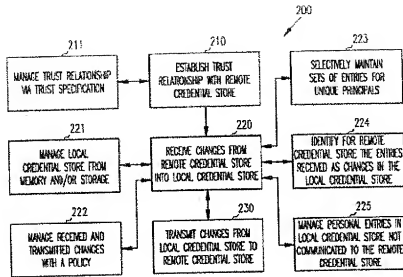 200
211
210
223
MANAGE TRUST RELATIONSHIP
VIA TRUST SPECIFICATION
ESTABLISH TRUST
RELATIONSHIP WITH REMOTE
CREDENTIAL STORE
SELECTIVELY MAINTAIN
SETS OF ENTRIES FOR
UNIQUE PRINCIPALS
221
220
224
MANAGE LOCAL
CREDENTIAL STORE FROM
MEMORY AND/OR STORAGE
RECEIVE CHANGES FROM
REMOTE CREDENTIAL STORE
INTO LOCAL CREDENTIAL STORE
IDENTIFY FOR REMOTE
CREDENTIAL STORE THE ENTRIES
RECEIVED AS CHANGES IN
THE LOCAL CREDENTIAL STORE
222
230
225
MANAGE RECEIVED AND
TRANSMITTED CHANGES
WITH A POLICY
TRANSMIT CHANGES FROM
LOCAL CREDENTIAL STORE
TO REMOTE CREDENTIAL STORE
MANAGE PERSONAL ENTRIES IN
LOCAL CREDENTIAL STORE NOT
COMMUNICATED TO THE REMOTE
CREDENTIAL STORE